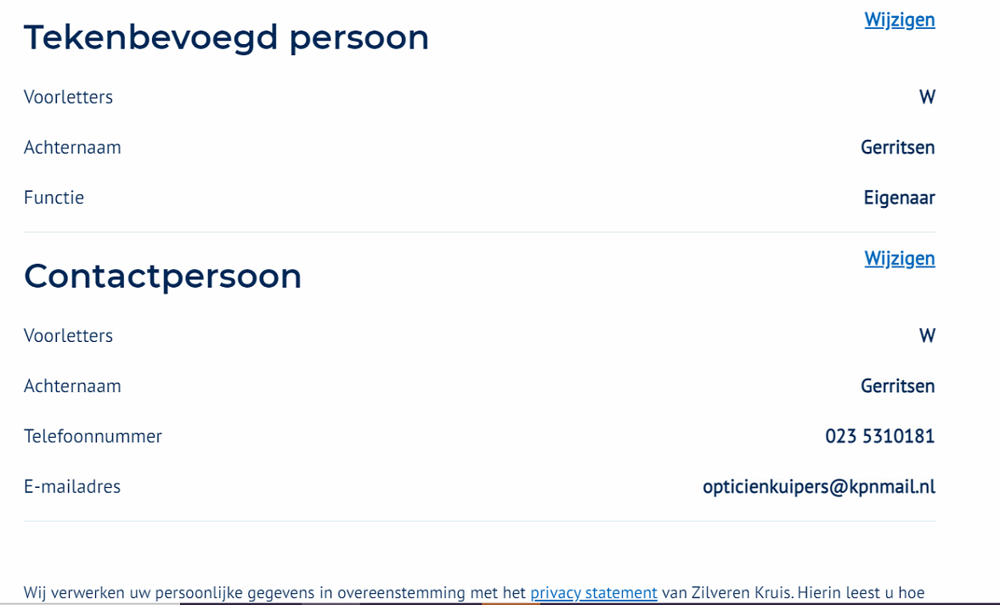 Tekenbevoegd persoon Wijzigen
Voorletters W
Achternaam Gerritsen
Functie Eigenaar
Contactpersoon Wijzigen
Voorletters W
Achternaam Gerritsen
Telefoonnummer 023 5310181
E-mailadres opticienkuipers@kpnmail.nl
Wij verwerken uw persoonlijke gegevens in overeenstemming met het privacy statement van Zilveren Kruis. Hierin leest u hoe